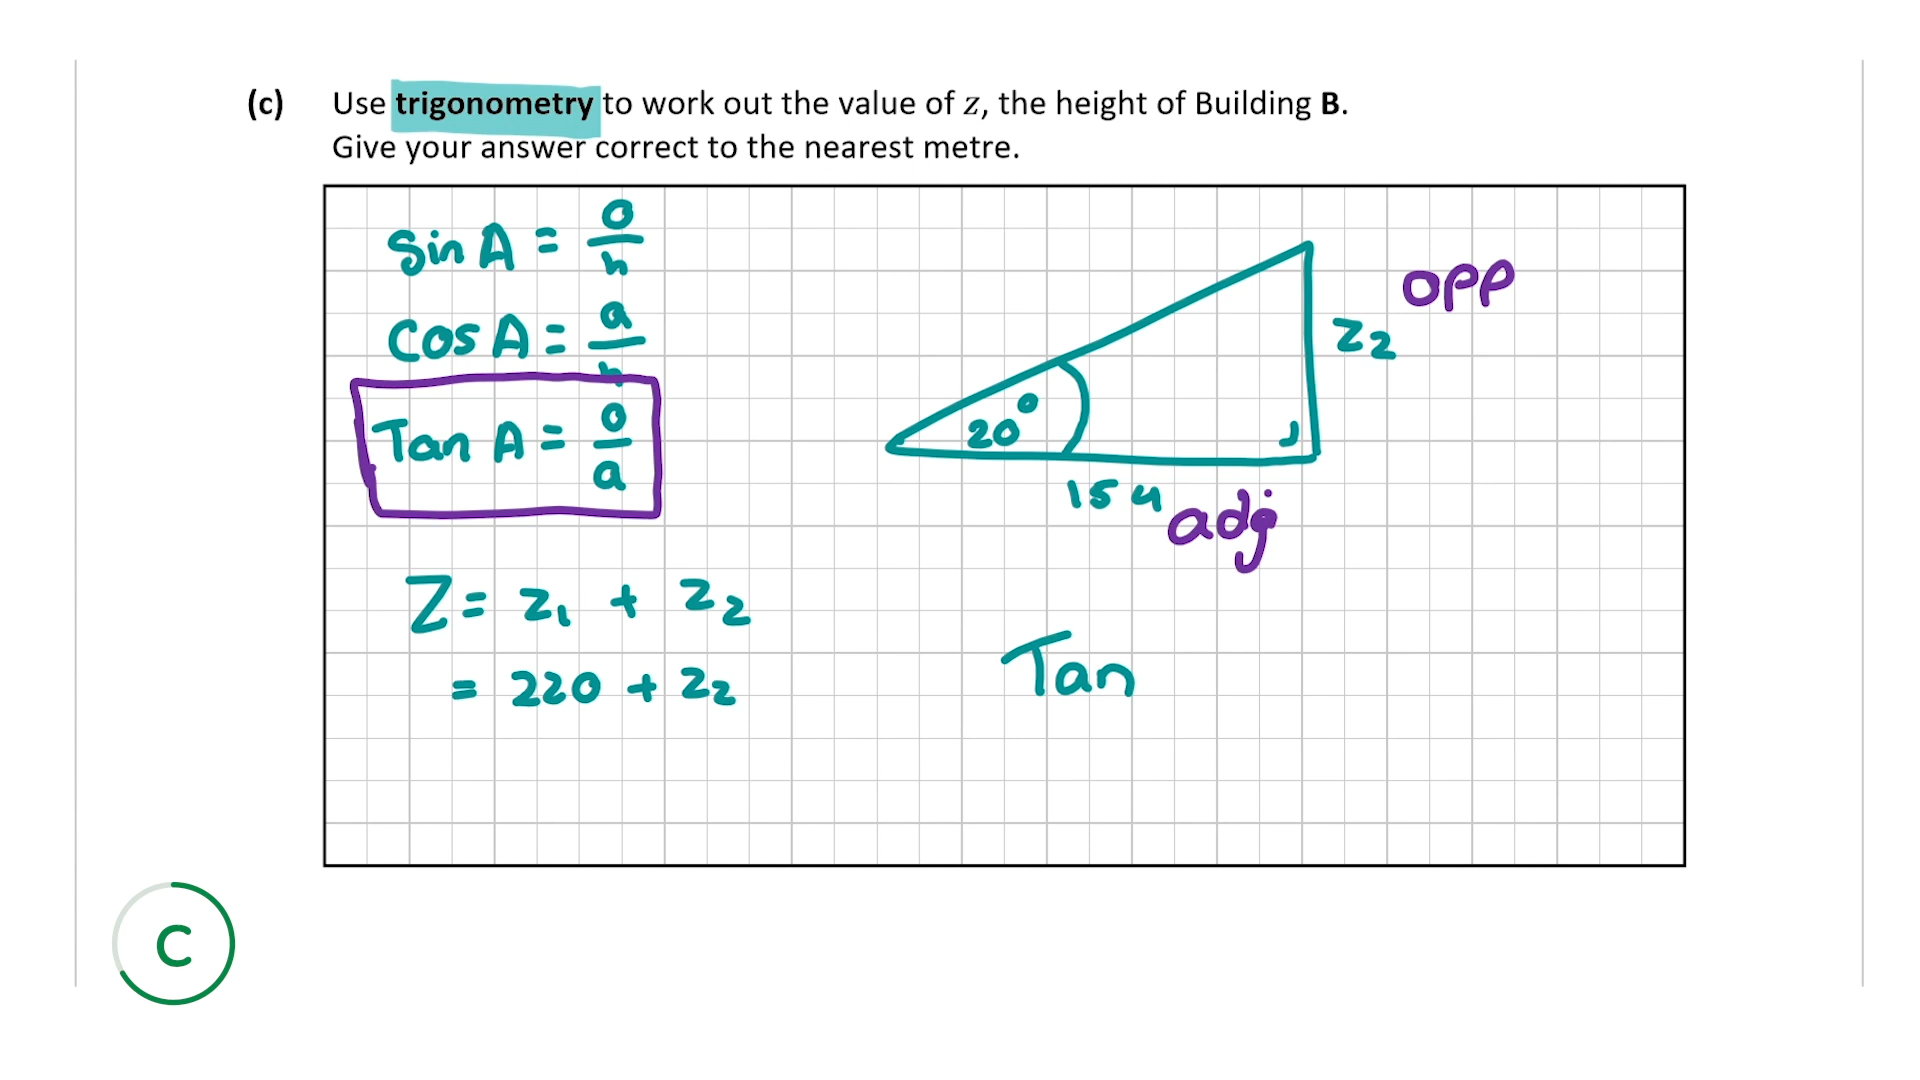 (c) Use trigonometry to work out the value of z, the height of Building B.
Give your answer correct to the nearest metre.
Sin A = o/h
Cos A = a/h
Tan A = o/a
Z = z₁ + z₂
= 220 + z₂
20°
z₂
opp
154
adj
Tan
C